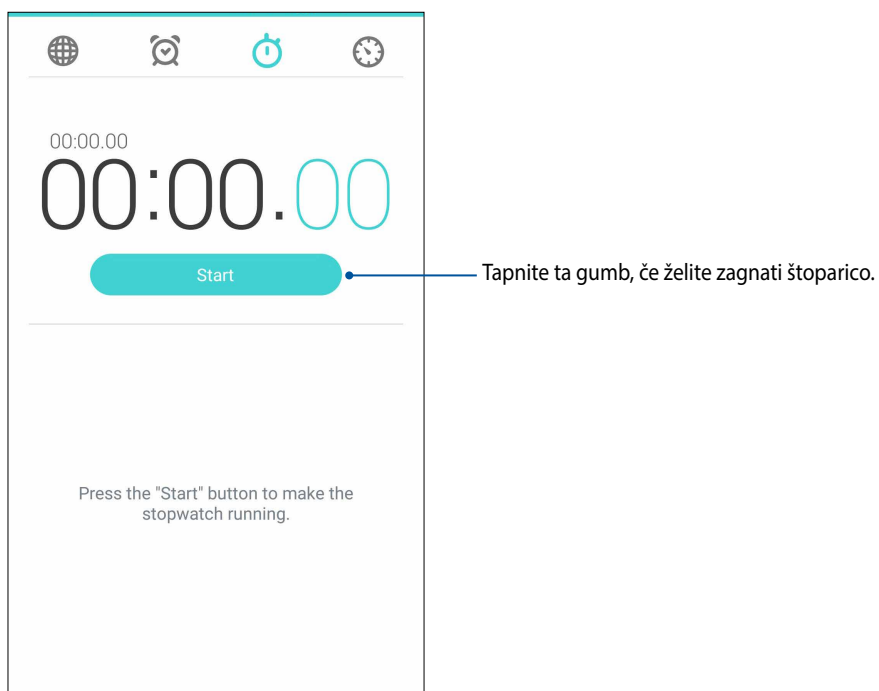 00:00.00
00:00.00
Start
Tapnite ta gumb, če želite zagnati štoparico.
Press the "Start" button to make the
stopwatch running.